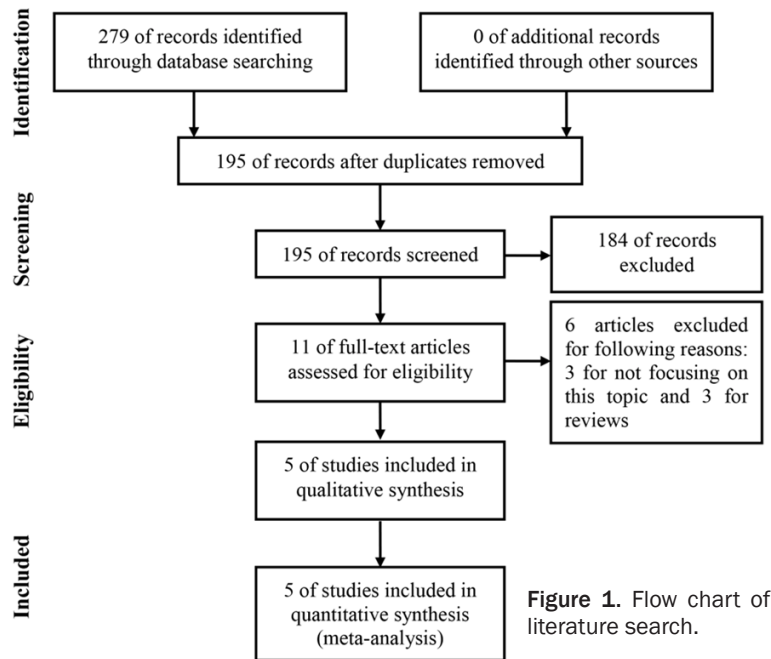 Identification
279 of records identified
through database searching
0 of additional records
identified through other sources
195 of records after duplicates removed
Screening
195 of records screened
184 of records
excluded
Eligibility
11 of full-text articles
assessed for eligibility
6 articles excluded
for following reasons:
3 for not focusing on
this topic and 3 for
reviews
5 of studies included in
qualitative synthesis
Included
5 of studies included in
quantitative synthesis
(meta-analysis)
Figure 1. Flow chart of
literature search.